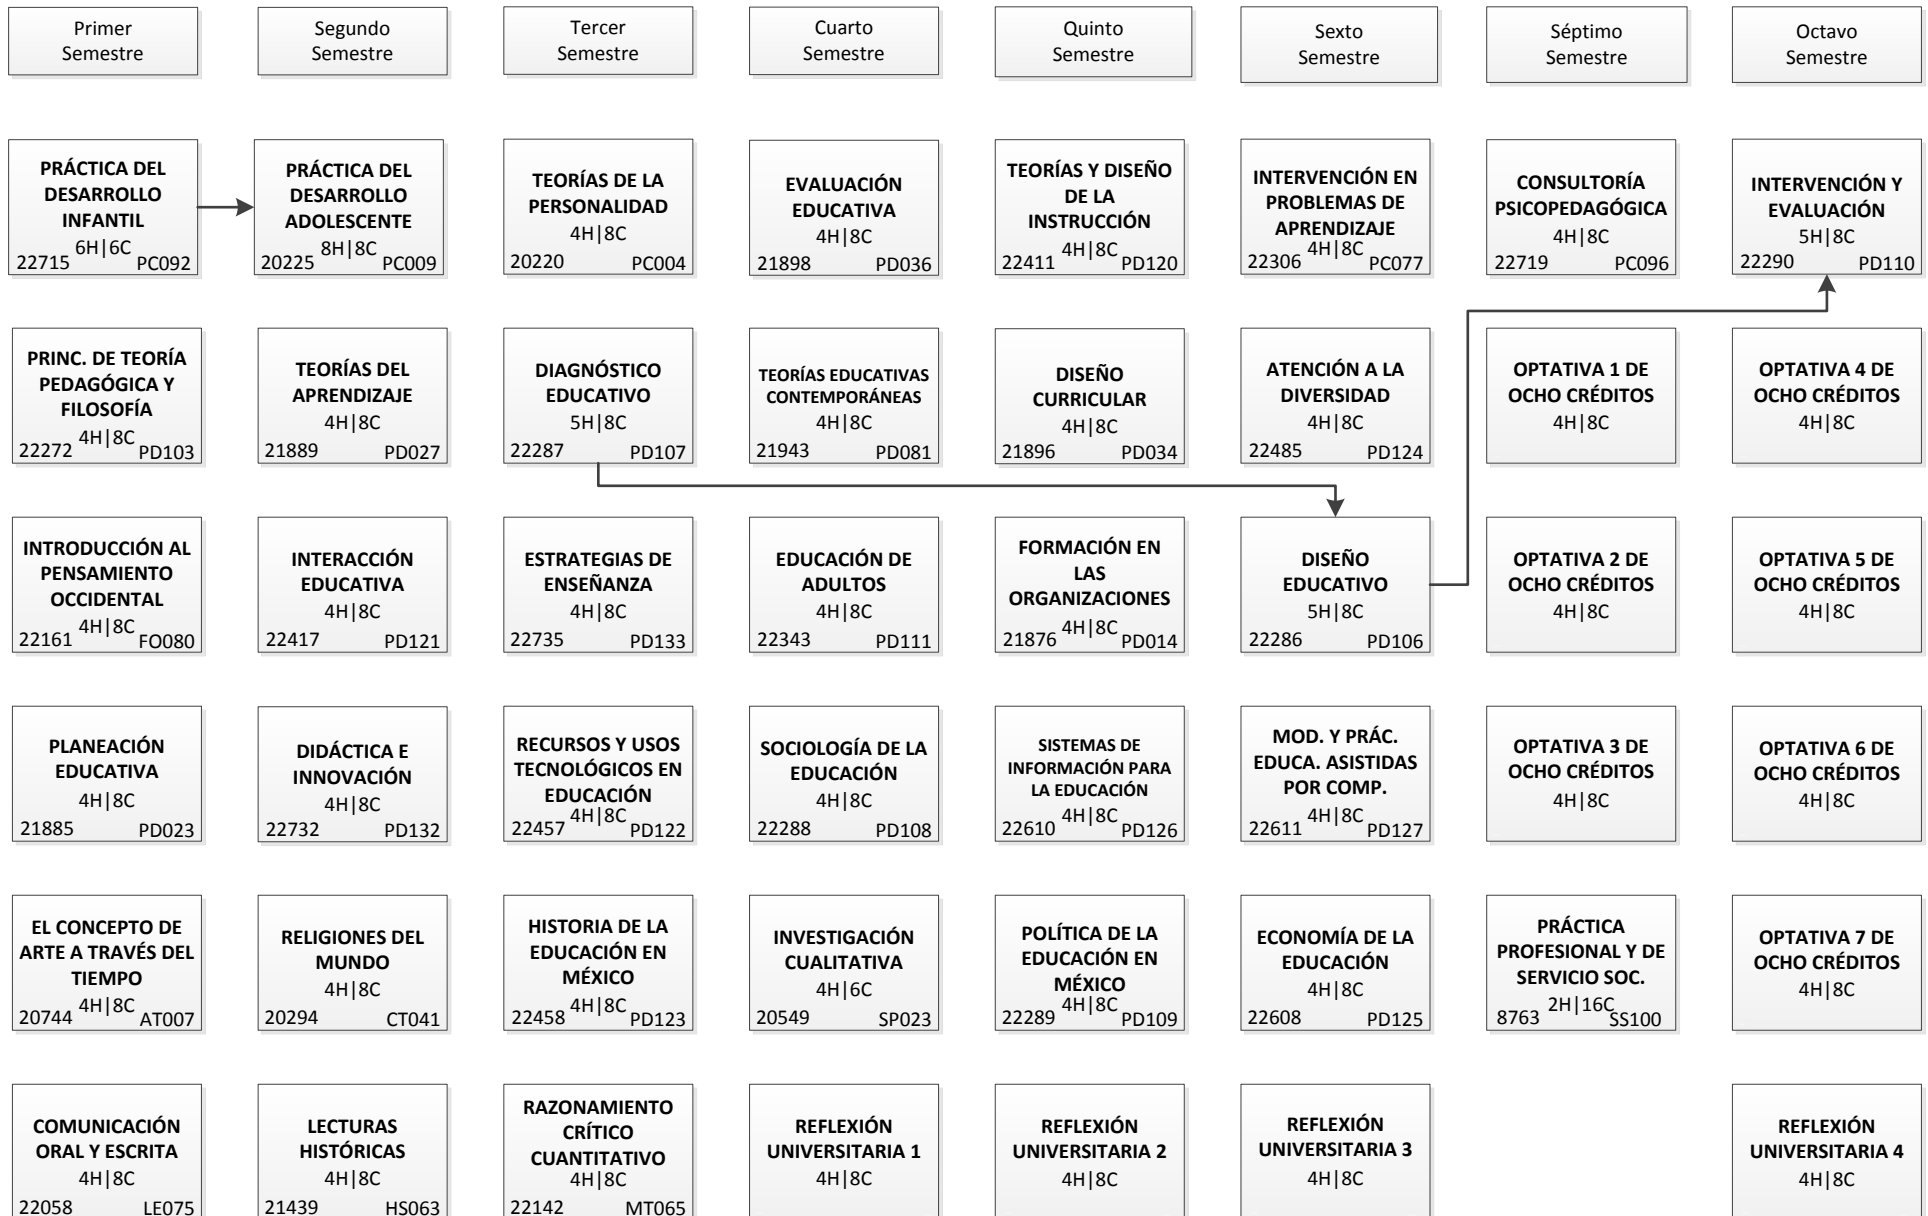 Primer
Semestre
Segundo
Semestre
Tercer
Semestre
Cuarto
Semestre
Quinto
Semestre
Sexto
Semestre
Séptimo
Semestre
Octavo
Semestre
PRÁCTICA DEL
DESARROLLO
INFANTIL
6H|6C
22715 PC092
PRÁCTICA DEL
DESARROLLO
ADOLESCENTE
8H|8C
20225 PC009
TEORÍAS DE LA
PERSONALIDAD
4H|8C
20220 PC004
EVALUACIÓN
EDUCATIVA
4H|8C
21898 PD036
TEORÍAS Y DISEÑO
DE LA
INSTRUCCIÓN
4H|8C
22411 PD120
INTERVENCIÓN EN
PROBLEMAS DE
APRENDIZAJE
4H|8C
22306 PC077
CONSULTORÍA
PSICOPEDAGÓGICA
4H|8C
22719 PC096
INTERVENCIÓN Y
EVALUACIÓN
5H|8C
22290 PD110
PRINC. DE TEORÍA
PEDAGÓGICA Y
FILOSOFÍA
4H|8C
22272 PD103
TEORÍAS DEL
APRENDIZAJE
4H|8C
21889 PD027
DIAGNÓSTICO
EDUCATIVO
5H|8C
22287 PD107
TEORÍAS EDUCATIVAS
CONTEMPORÁNEAS
4H|8C
21943 PD081
DISEÑO
CURRICULAR
4H|8C
21896 PD034
ATENCIÓN A LA
DIVERSIDAD
4H|8C
22485 PD124
OPTATIVA 1 DE
OCHO CRÉDITOS
4H|8C
OPTATIVA 4 DE
OCHO CRÉDITOS
4H|8C
INTRODUCCIÓN AL
PENSAMIENTO
OCCIDENTAL
4H|8C
22161 FO080
INTERACCIÓN
EDUCATIVA
4H|8C
22417 PD121
ESTRATEGIAS DE
ENSEÑANZA
4H|8C
22735 PD133
EDUCACIÓN DE
ADULTOS
4H|8C
22343 PD111
FORMACIÓN EN
LAS
ORGANIZACIONES
4H|8C
21876 PD014
DISEÑO
EDUCATIVO
5H|8C
22286 PD106
OPTATIVA 2 DE
OCHO CRÉDITOS
4H|8C
OPTATIVA 5 DE
OCHO CRÉDITOS
4H|8C
PLANEACIÓN
EDUCATIVA
4H|8C
21885 PD023
DIDÁCTICA E
INNOVACIÓN
4H|8C
22732 PD132
RECURSOS Y USOS
TECNOLÓGICOS EN
EDUCACIÓN
4H|8C
22457 PD122
SOCIOLOGÍA DE LA
EDUCACIÓN
4H|8C
22288 PD108
SISTEMAS DE
INFORMACIÓN PARA
LA EDUCACIÓN
4H|8C
22610 PD126
MOD. Y PRÁC.
EDUCA. ASISTIDAS
POR COMP.
4H|8C
22611 PD127
OPTATIVA 3 DE
OCHO CRÉDITOS
4H|8C
OPTATIVA 6 DE
OCHO CRÉDITOS
4H|8C
EL CONCEPTO DE
ARTE A TRAVÉS DEL
TIEMPO
4H|8C
20744 AT007
RELIGIONES DEL
MUNDO
4H|8C
20294 CT041
HISTORIA DE LA
EDUCACIÓN EN
MÉXICO
4H|8C
22458 PD123
INVESTIGACIÓN
CUALITATIVA
4H|6C
20549 SP023
POLÍTICA DE LA
EDUCACIÓN EN
MÉXICO
4H|8C
22289 PD109
ECONOMÍA DE LA
EDUCACIÓN
4H|8C
22608 PD125
PRÁCTICA
PROFESIONAL Y DE
SERVICIO SOC.
2H|16C
8763 SS100
OPTATIVA 7 DE
OCHO CRÉDITOS
4H|8C
COMUNICACIÓN
ORAL Y ESCRITA
4H|8C
22058 LE075
LECTURAS
HISTÓRICAS
4H|8C
21439 HS063
RAZONAMIENTO
CRÍTICO
CUANTITATIVO
4H|8C
22142 MT065
REFLEXIÓN
UNIVERSITARIA 1
4H|8C
REFLEXIÓN
UNIVERSITARIA 2
4H|8C
REFLEXIÓN
UNIVERSITARIA 3
4H|8C
REFLEXIÓN
UNIVERSITARIA 4
4H|8C